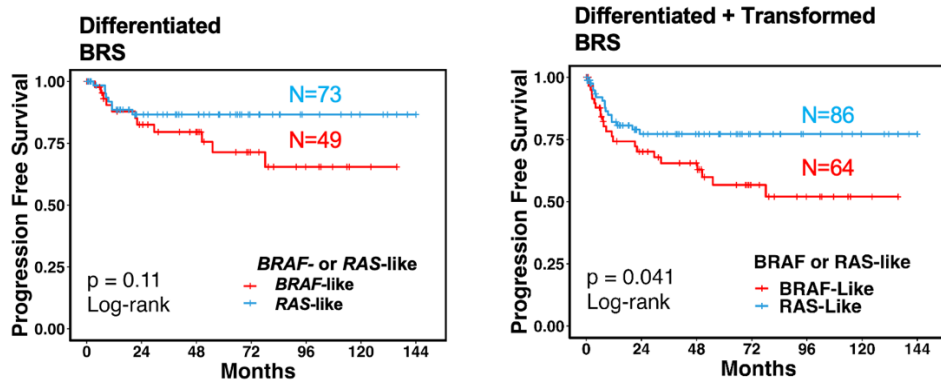 Differentiated
BRS
Progression Free Survival
1.00
0.75
0.50
0.25
0.00
N=73
N=49
p = 0.11
Log-rank
BRAF- or RAS-like
BRAF-like
RAS-like
0 24 48 72 96 120 144
Months
Differentiated + Transformed
BRS
Progression Free Survival
1.00
0.75
0.50
0.25
0.00
N=86
N=64
p = 0.041
Log-rank
BRAF or RAS-like
BRAF-Like
RAS-Like
0 24 48 72 96 120 144
Months